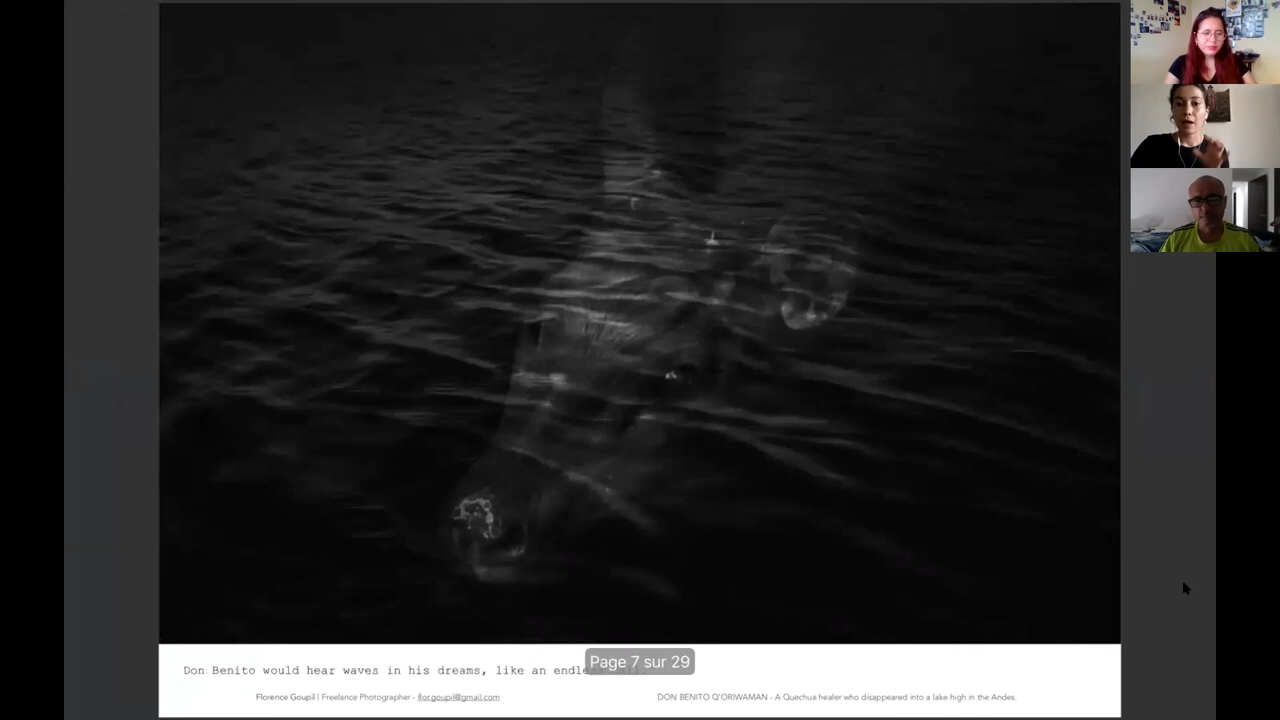 Don Benito would hear waves in his dreams, like an endless
Page 7 sur 29
Florence Goupil | Freelance Photographer - flor.goupil@gmail.com
DON BENITO Q'ORIWAMAN - A Quechua healer who disappeared into a lake high in the Andes.